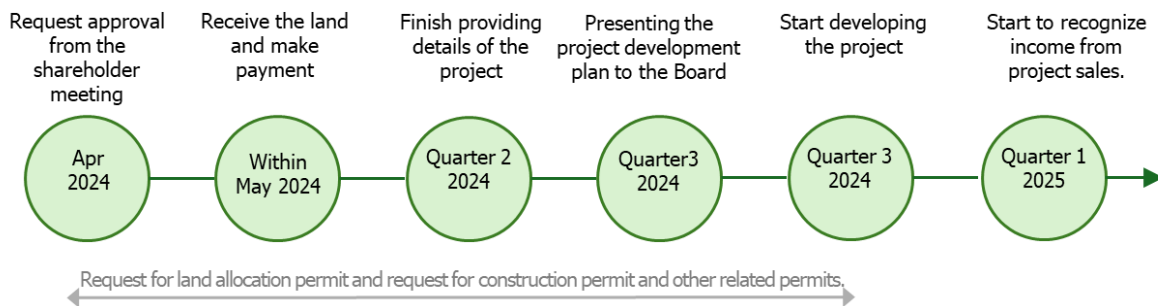 Request approval
from the
shareholder
meeting
Receive the land
and make
payment
Finish providing
details of the
project
Presenting the
project development
plan to the Board
Start developing
the project
Start to recognize
income from
project sales.
Apr
2024
Within
May 2024
Quarter 2
2024
Quarter3
2024
Quarter 3
2024
Quarter 1
2025
Request for land allocation permit and request for construction permit and other related permits.